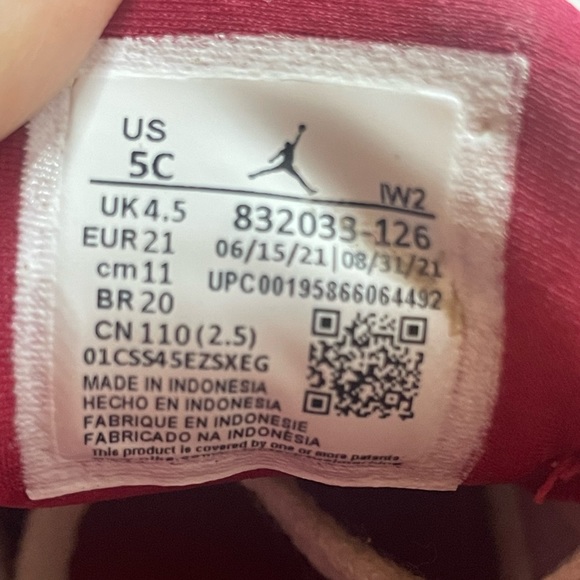 US
5C
IW2
UK 4.5
832033-126
EUR 21
06/15/21|08/31/21
cm 11
UPC00195866064492
BR 20
CN 110 (2.5)
01CSS45EZSXEG
MADE IN INDONESIA
HECHO EN INDONESIA
FABRIQUE EN INDONESIE
FABRICADO NA INDONÉSIA
This product is covered by one or more patents